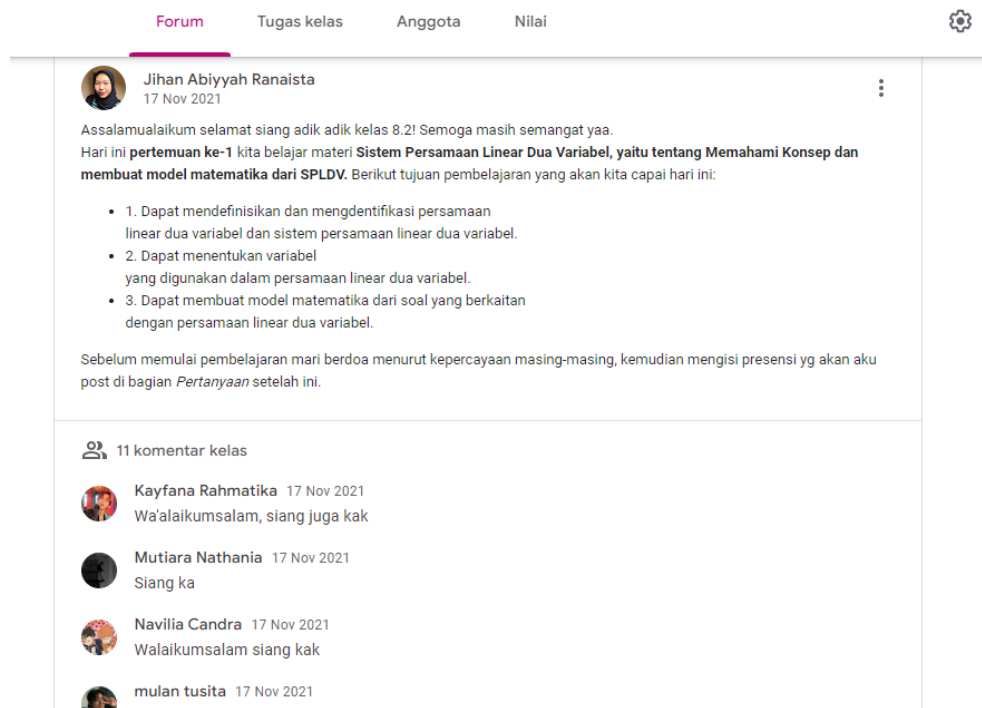 Forum Tugas kelas Anggota Nilai
Jihan Abiyyah Ranaista
17 Nov 2021
Assalamualaikum selamat siang adik adik kelas 8.2! Semoga masih semangat yaa.
Hari ini pertemuan ke-1 kita belajar materi Sistem Persamaan Linear Dua Variabel, yaitu tentang Memahami Konsep dan
membuat model matematika dari SPLDV. Berikut tujuan pembelajaran yang akan kita capai hari ini:
• 1. Dapat mendefinisikan dan mengdentifikasi persamaan
linear dua variabel dan sistem persamaan linear dua variabel.
• 2. Dapat menentukan variabel
yang digunakan dalam persamaan linear dua variabel.
• 3. Dapat membuat model matematika dari soal yang berkaitan
dengan persamaan linear dua variabel.
Sebelum memulai pembelajaran mari berdoa menurut kepercayaan masing-masing, kemudian mengisi presensi yg akan aku
post di bagian Pertanyaan setelah ini.
11 komentar kelas
Kayfana Rahmatika 17 Nov 2021
Wa'alaikumsalam, siang juga kak
Mutiara Nathania 17 Nov 2021
Siang ka
Navilia Candra 17 Nov 2021
Walaikumsalam siang kak
mulan tusita 17 Nov 2021